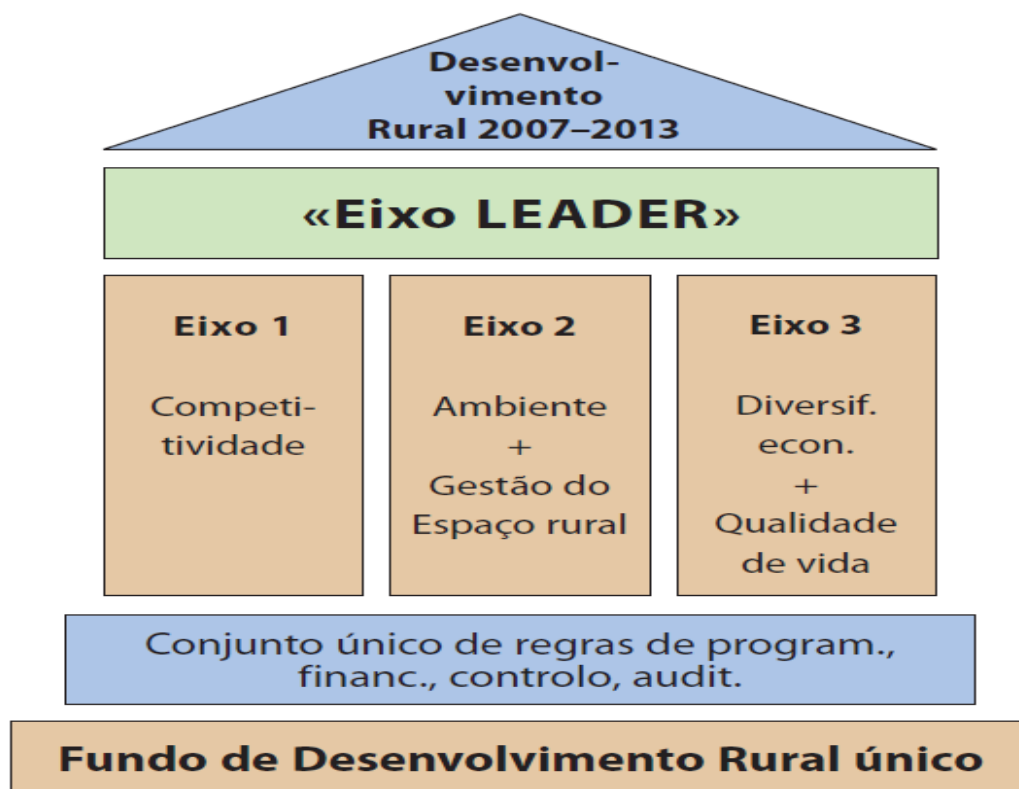 Desenvol-
vimento
Rural 2007–2013
«Eixo LEADER»
Eixo 1
Competi-
tividade
Eixo 2
Ambiente
+
Gestão do
Espaço rural
Eixo 3
Diversif.
econ.
+
Qualidade
de vida
Conjunto único de regras de program.,
financ., controlo, audit.
Fundo de Desenvolvimento Rural único